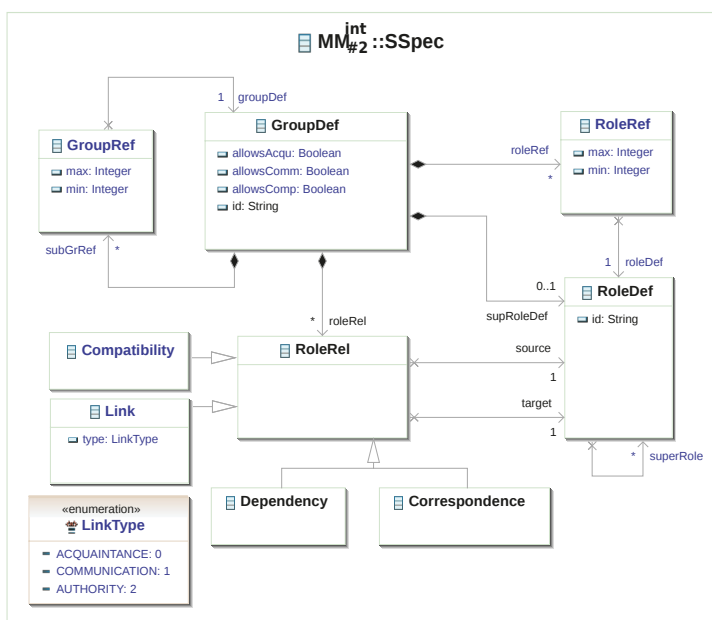 MM int #2 ::SSpec
1 groupDef
GroupRef
max: Integer
min: Integer
GroupDef
allowsAcqu: Boolean
allowsComm: Boolean
allowsComp: Boolean
id: String
roleRef
*
RoleRef
max: Integer
min: Integer
subGrRef *
1 roleDef
0..1
supRoleDef
RoleDef
id: String
* roleRel
Compatibility
RoleRel
source
1
Link
type: LinkType
target
1
* superRole
Dependency
Correspondence
«enumeration»
LinkType
ACQUAINTANCE: 0
COMMUNICATION: 1
AUTHORITY: 2